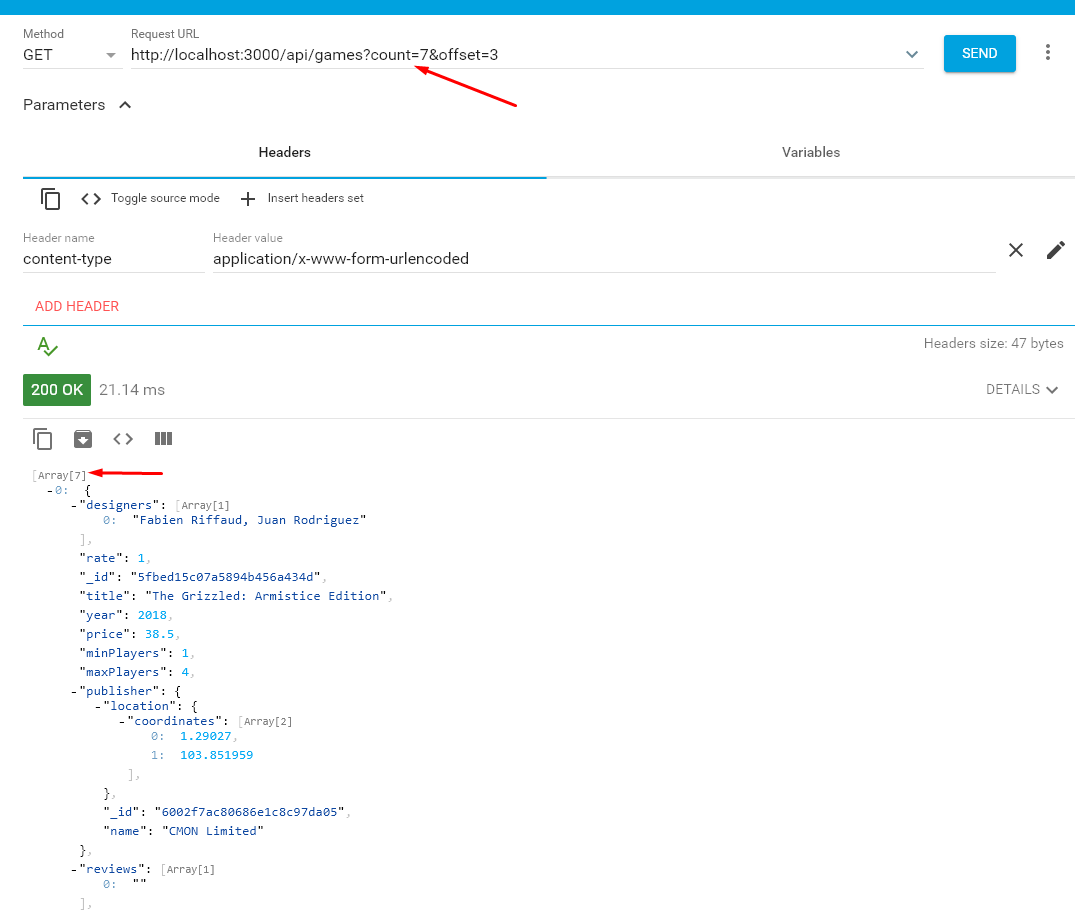 Method
Request URL
GET
http://localhost:3000/api/games?count=7&offset=3
SEND
Parameters
Headers
Variables
Toggle source mode
Insert headers set
Header name
Header value
content-type
application/x-www-form-urlencoded
ADD HEADER
A
Headers size: 47 bytes
200 OK
21.14 ms
DETAILS
[Array[7]
-0: {
-"designers": [Array[1]
0: "Fabien Riffaud, Juan Rodriguez"
],
"rate": 1,
"_id": "5fbed15c07a5894b456a434d",
"title": "The Grizzled: Armistice Edition",
"year": 2018,
"price": 38.5,
"minPlayers": 1,
"maxPlayers": 4,
-"publisher": {
-"location": {
-"coordinates": [Array[2]
0: 1.29027,
1: 103.851959
],
},
"_id": "6002f7ac80686e1c8c97da05",
"name": "CMON Limited"
},
-"reviews": [Array[1]
0: ""
],